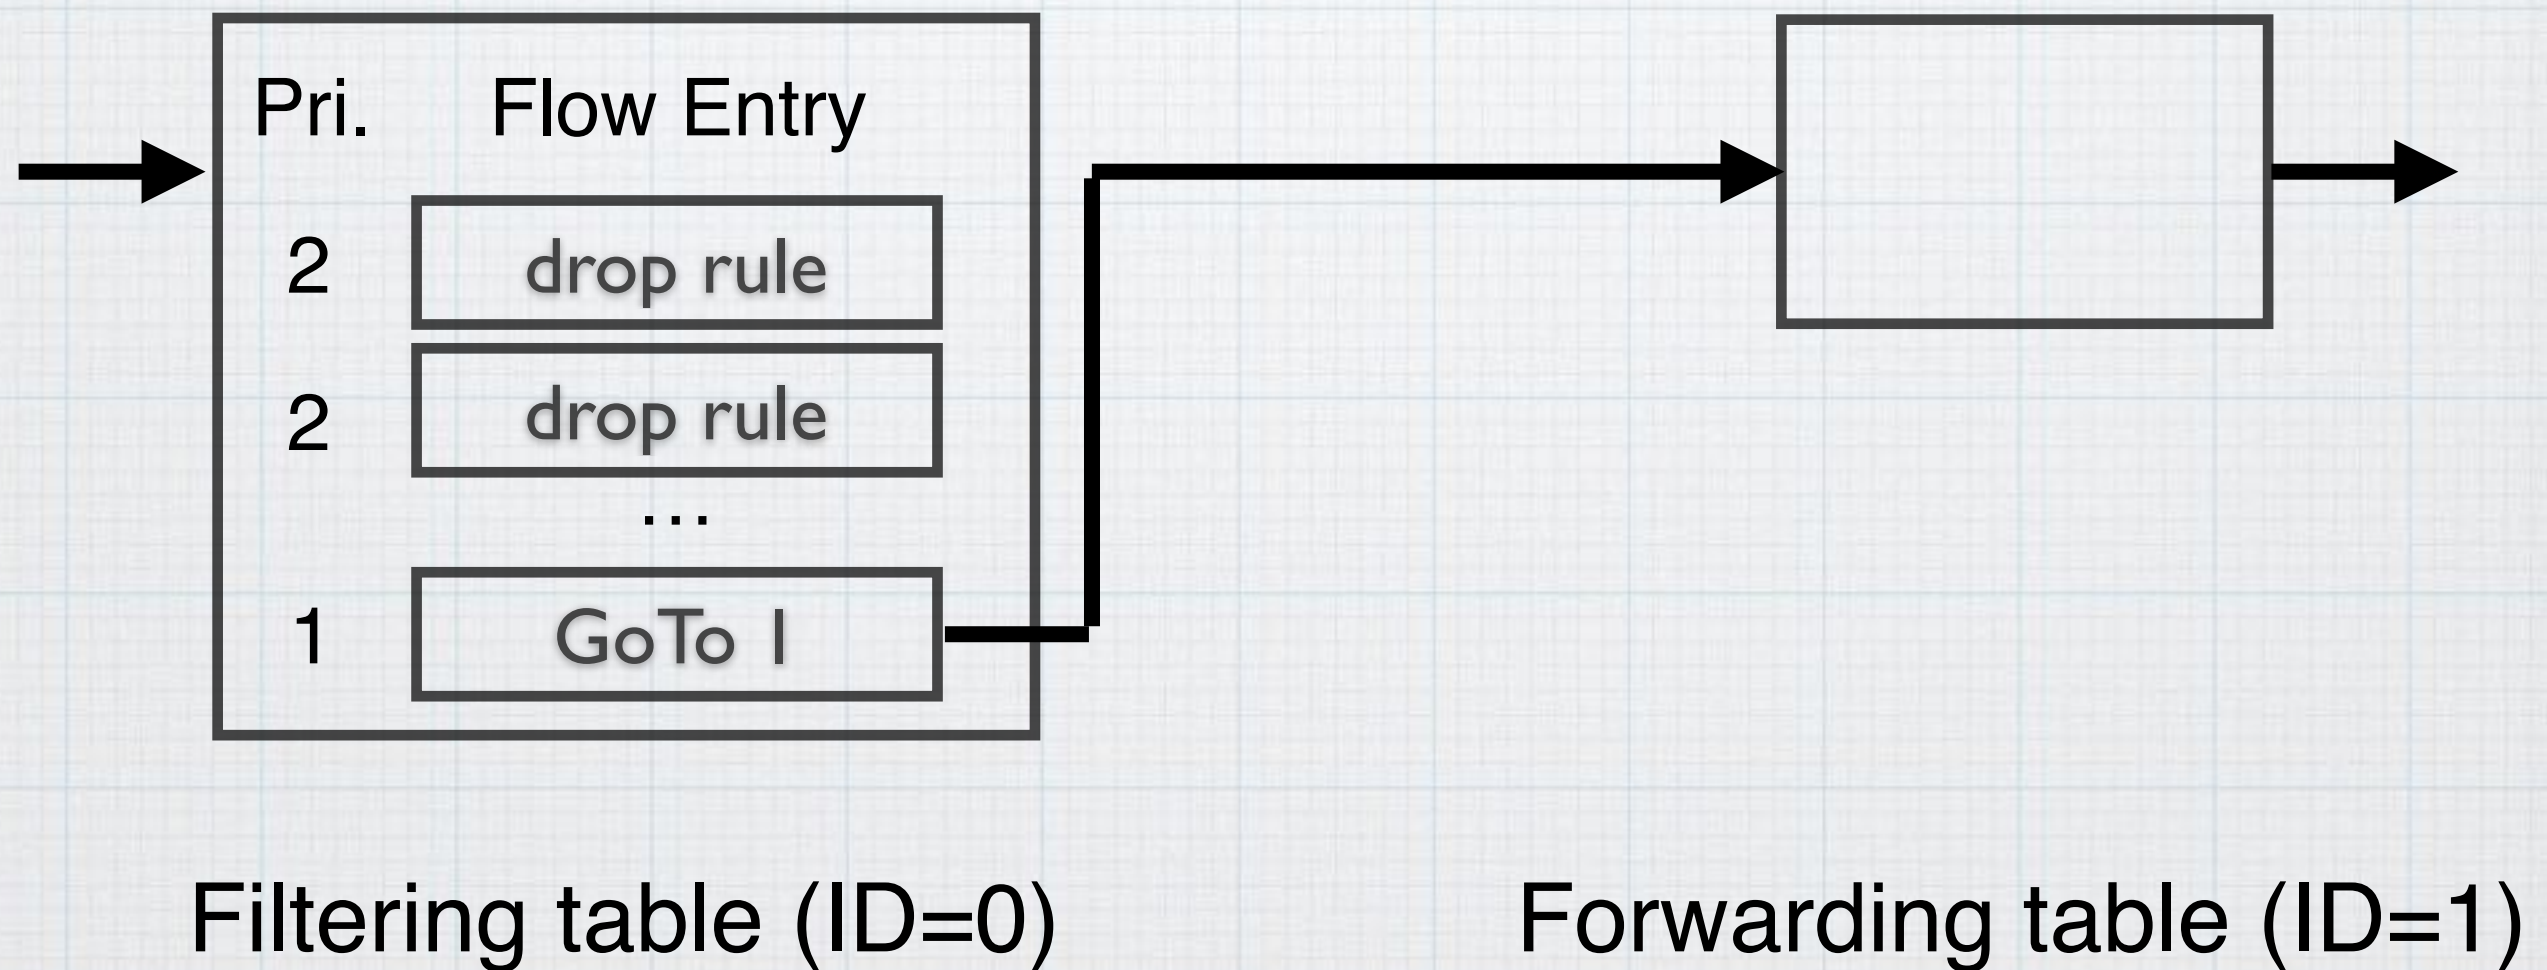 Pri. Flow Entry
2 drop rule
2 drop rule
...
1 GoTo 1
Filtering table (ID=0) Forwarding table (ID=1)